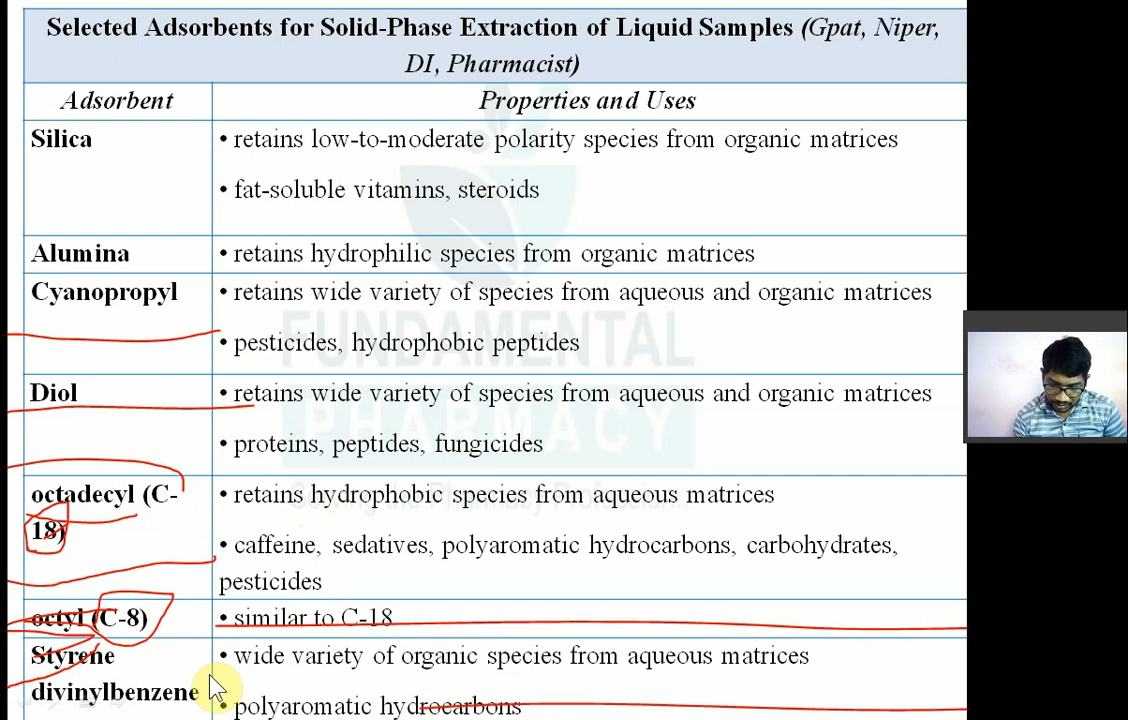 Selected Adsorbents for Solid-Phase Extraction of Liquid Samples (Gpat, Niper,
DI, Pharmacist)
Adsorbent Properties and Uses
Silica • retains low-to-moderate polarity species from organic matrices
• fat-soluble vitamins, steroids
Alumina • retains hydrophilic species from organic matrices
Cyanopropyl • retains wide variety of species from aqueous and organic matrices
FUNDAMENTAL
• pesticides, hydrophobic peptides
Diol • retains wide variety of species from aqueous and organic matrices
PHARMACY
• proteins, peptides, fungicides
octadecyl (C- • retains hydrophobic species from aqueous matrices
18)
the Pharmacy Profession..
• caffeine, sedatives, polyaromatic hydrocarbons, carbohydrates,
pesticides
octyl (C-8) • similar to C-18
Styrene • wide variety of organic species from aqueous matrices
divinylbenzene • polyaromatic hydrocarbons